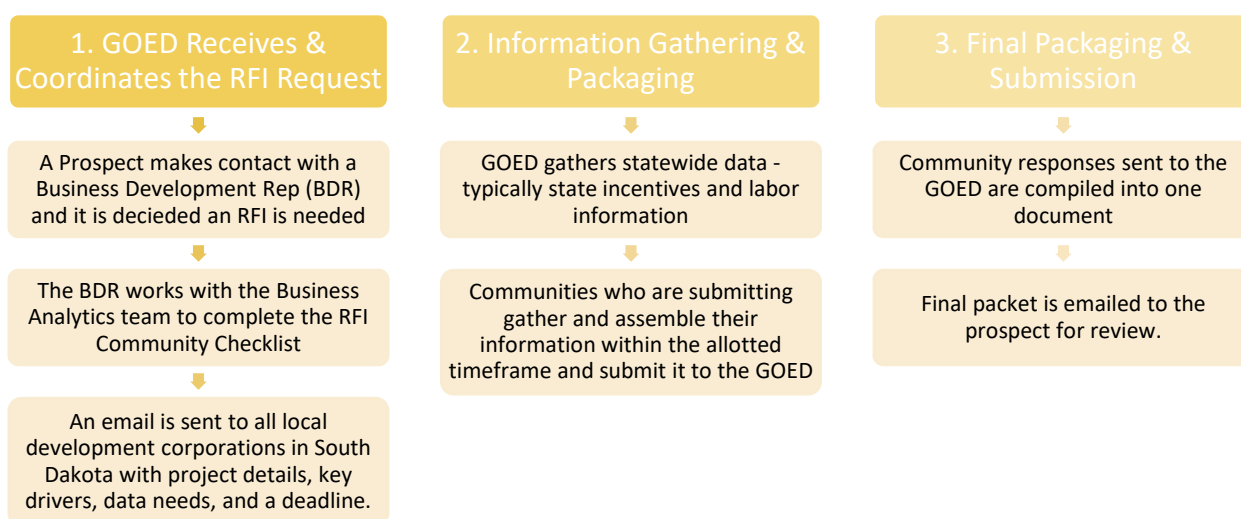 1. GOED Receives &
Coordinates the RFI Request
A Prospect makes contact with a
Business Development Rep (BDR)
and it is decieded an RFI is needed
The BDR works with the Business
Analytics team to complete the RFI
Community Checklist
An email is sent to all local
development corporations in South
Dakota with project details, key
drivers, data needs, and a deadline.
2. Information Gathering &
Packaging
GOED gathers statewide data -
typically state incentives and labor
information
Communities who are submitting
gather and assemble their
information within the allotted
timeframe and submit it to the GOED
3. Final Packaging &
Submission
Community responses sent to the
GOED are compiled into one
document
Final packet is emailed to the
prospect for review.